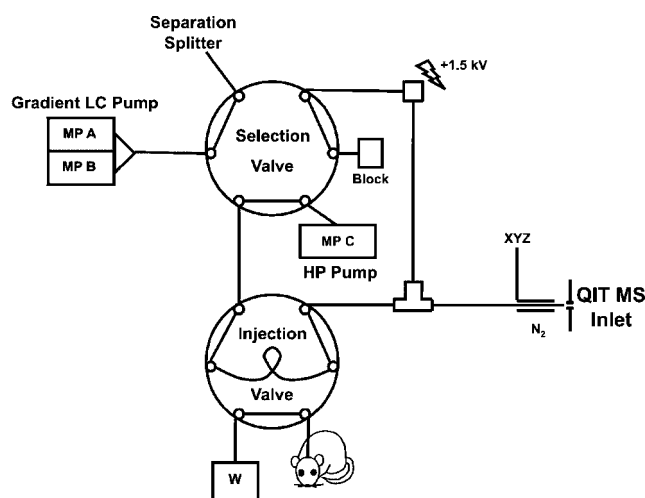 Separation
Splitter
+1.5 kV
Gradient LC Pump
MP A
MP B
Selection
Valve
Block
MP C
HP Pump
XYZ
QIT MS
Inlet
N2
Injection
Valve
W